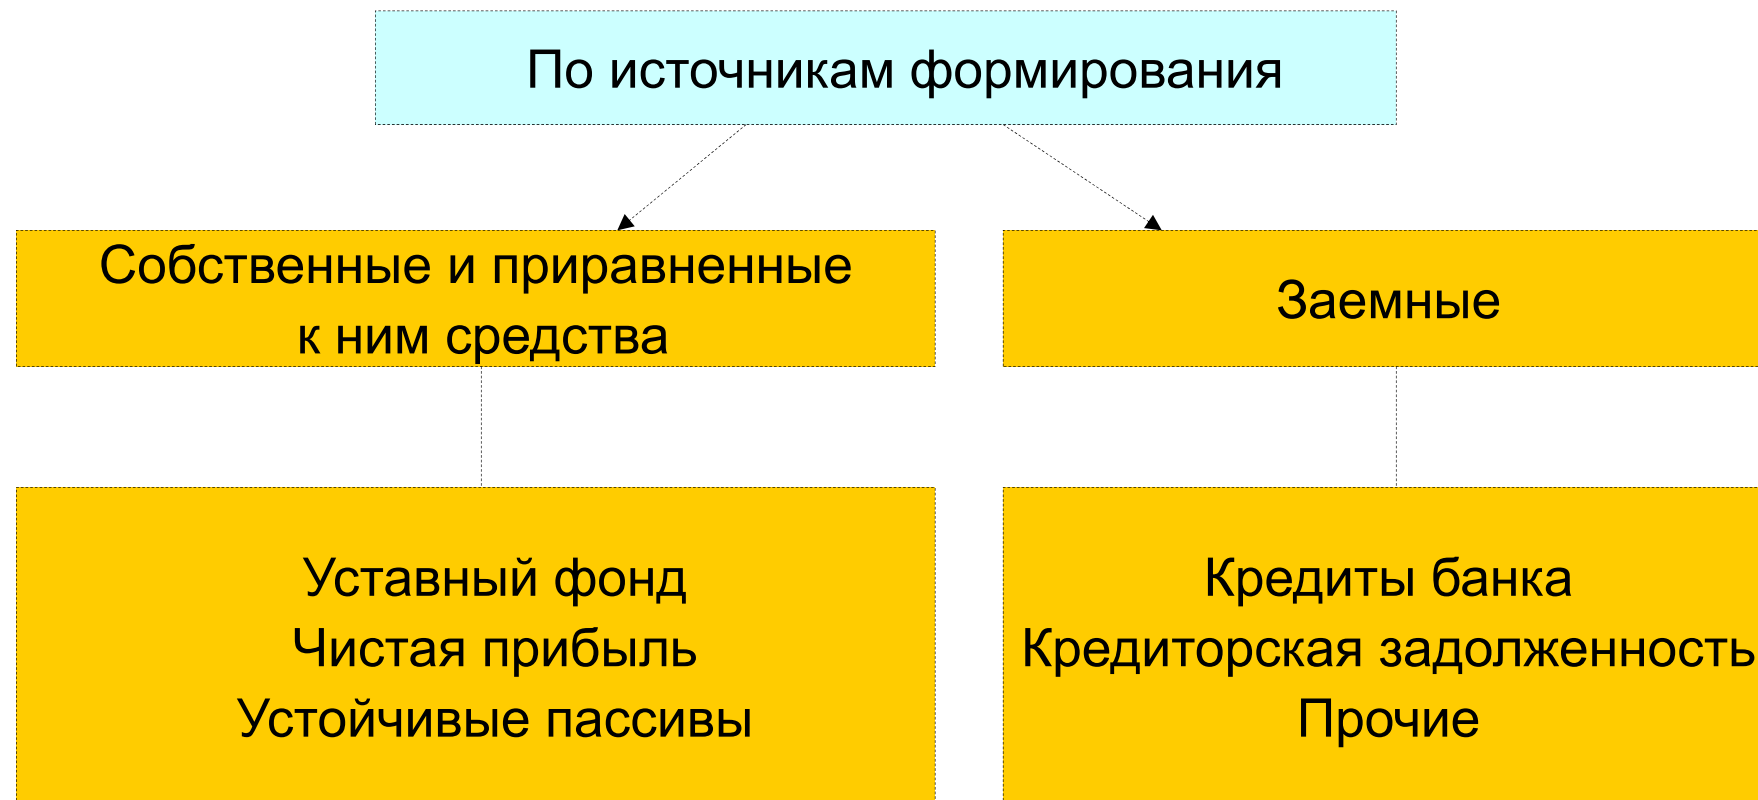 По источникам формирования
Собственные и приравненные
к ним средства
Заемные
Уставный фонд
Чистая прибыль
Устойчивые пассивы
Кредиты банка
Кредиторская задолженность
Прочие